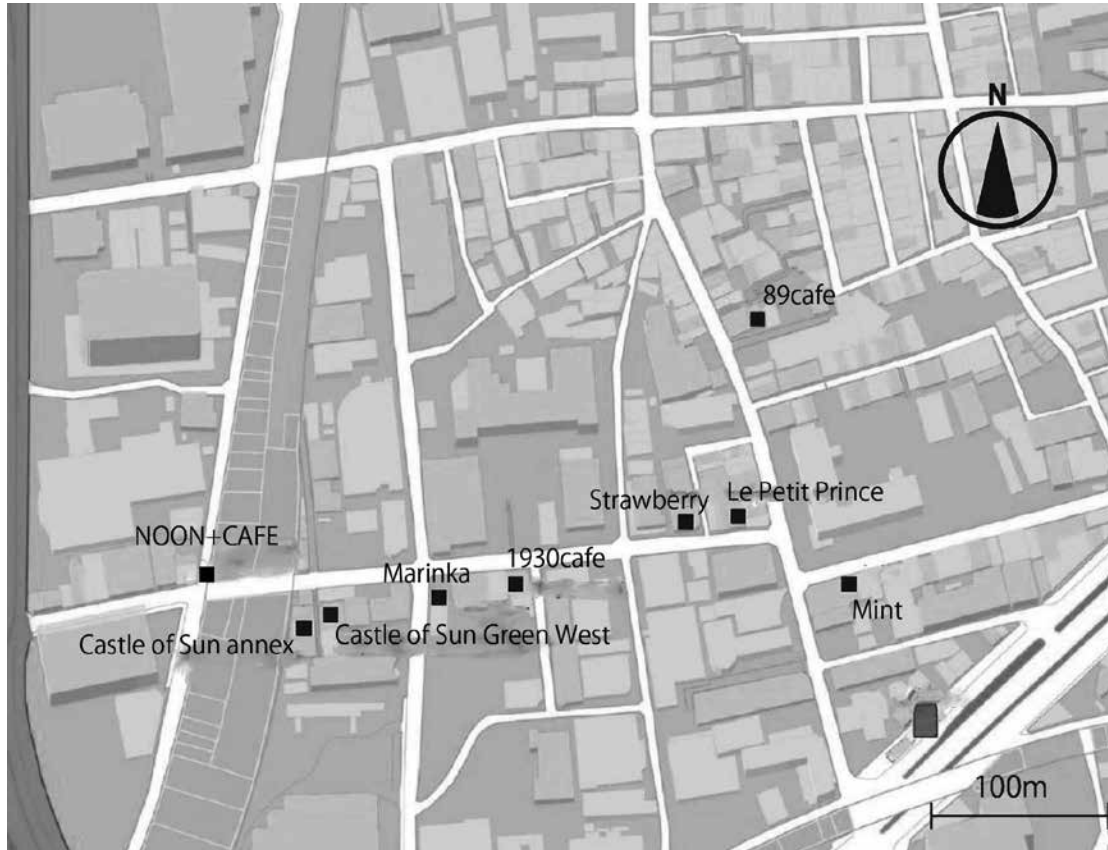 N
89cafe
Strawberry
Le Petit Prince
NOON+CAFE
1930cafe
Marinka
Mint
Castle of Sun annex
Castle of Sun Green West
100m